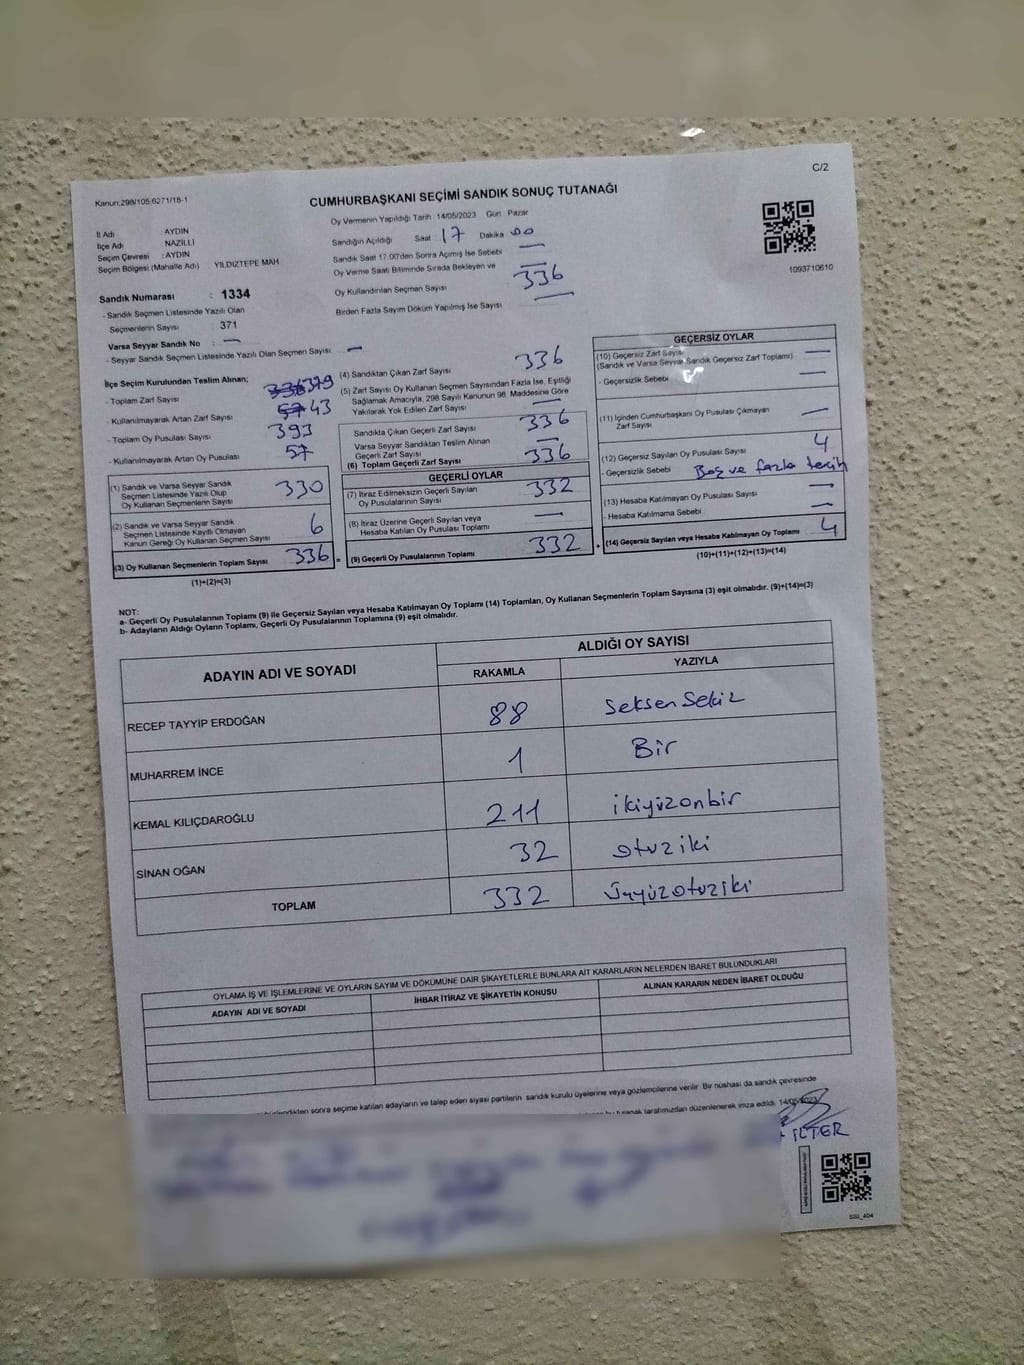 C/2
Kanun;298/105;6271/18-1
CUMHURBAŞKANI SEÇİMİ SANDIK SONUÇ TUTANAĞI
İl Adı AYDIN
İlçe Adı NAZİLLİ
Seçim Çevresi : AYDIN
Seçim Bölgesi (Mahalle Adı) YILDIZTEPE MAH
Sandık Numarası : 1334
- Sandık Seçmen Listesinde Yazılı Olan
Seçmenlerin Sayısı : 371
Varsa Seyyar Sandık No : —
- Seyyar Sandık Seçmen Listesinde Yazılı Olan Seçmen Sayısı : —
Oy Vermenin Yapıldığı Tarih 14/05/2023 Gün Pazar
Sandığın Açıldığı Saat 17 Dakika 00
Sandık Saat 17.00'den Sonra Açımış İse Sebebi —
Oy Verme Saati Bitiminde Sırada Bekleyen ve —
Oy Kullandırılan Seçmen Sayısı 336
Birden Fazla Sayım Döküm Yapılmış İse Sayısı —
1093710610
İlçe Seçim Kurulundan Teslim Alınan;
- Toplam Zarf Sayısı 336 379
- Kullanılmayarak Artan Zarf Sayısı 57 43
- Toplam Oy Pusulası Sayısı 393
- Kullanılmayarak Artan Oy Pusulası 57
(1) Sandık ve Varsa Seyyar Sandık
Seçmen Listesinde Yazılı Olup
Oy Kullanan Seçmenlerin Sayısı 330
(2) Sandık ve Varsa Seyyar Sandık
Seçmen Listesinde Kayıtlı Olmayan
Kanun Gereği Oy Kullanan Seçmen Sayısı 6
(3) Oy Kullanan Seçmenlerin Toplam Sayısı 336 =
(1)+(2)=(3)
(4) Sandıktan Çıkan Zarf Sayısı 336
(5) Zarf Sayısı Oy Kullanan Seçmen Sayısından Fazla İse, Eşitliği
Sağlamak Amacıyla, 298 Sayılı Kanunun 98. Maddesine Göre
Yakılarak Yok Edilen Zarf Sayısı —
Sandıkta Çıkan Geçerli Zarf Sayısı 336
Varsa Seyyar Sandıktan Teslim Alınan
Geçerli Zarf Sayısı —
(6) Toplam Geçerli Zarf Sayısı 336
GEÇERLİ OYLAR
(7) İtiraz Edilmeksizin Geçerli Sayılan
Oy Pusulalarının Sayısı 332
(8) İtiraz Üzerine Geçerli Sayılan veya
Hesaba Katılan Oy Pusulası Toplamı —
(9) Geçerli Oy Pusulalarının Toplamı 332 +
GEÇERSİZ OYLAR
(10) Geçersiz Zarf Sayısı —
(Sandık ve Varsa Seyyar Sandık Geçersiz Zarf Toplamı)
- Geçersizlik Sebebi —
(11) İçinden Cumhurbaşkanı Oy Pusulası Çıkmayan
Zarf Sayısı —
(12) Geçersiz Sayılan Oy Pusulası Sayısı 4
- Geçersizlik Sebebi Boş ve fazla tercih
(13) Hesaba Katılmayan Oy Pusulası Sayısı —
- Hesaba Katılmama Sebebi —
(14) Geçersiz Sayılan veya Hesaba Katılmayan Oy Toplamı 4
(10)+(11)+(12)+(13)=(14)
NOT:
a- Geçerli Oy Pusulalarının Toplamı (9) ile Geçersiz Sayılan veya Hesaba Katılmayan Oy Toplamı (14) Toplamları, Oy Kullanan Seçmenlerin Toplam Sayısına (3) eşit olmalıdır. (9)+(14)=(3)
b- Adayların Aldığı Oyların Toplamı, Geçerli Oy Pusulalarının Toplamına (9) eşit olmalıdır.
ADAYIN ADI VE SOYADI ALDIĞI OY SAYISI
RAKAMLA YAZIYLA
RECEP TAYYİP ERDOĞAN 88 seksensekiz
MUHARREM İNCE 1 Bir
KEMAL KILIÇDAROĞLU 211 ikiyüzonbir
SİNAN OĞAN 32 otuziki
TOPLAM 332 üçyüzotuziki
OYLAMA İŞ VE İŞLEMLERİNE VE OYLARIN SAYIM VE DÖKÜMÜNE DAİR ŞİKAYETLERLE BUNLARA AİT KARARLARIN NELERDEN İBARET BULUNDUKLARI
ADAYIN ADI VE SOYADI İHBAR İTİRAZ VE ŞİKAYETİN KONUSU ALINAN KARARIN NEDEN İBARET OLDUĞU
sonra seçime katılan adayların ve talep eden siyasi partilerin sandık kurulu üyelerine veya gözlemcilerine verilir. Bir nüshası da sandık çevresinde
tutanak tarafımızdan düzenlenerek imza edildi. 14/05/2023
İLTER